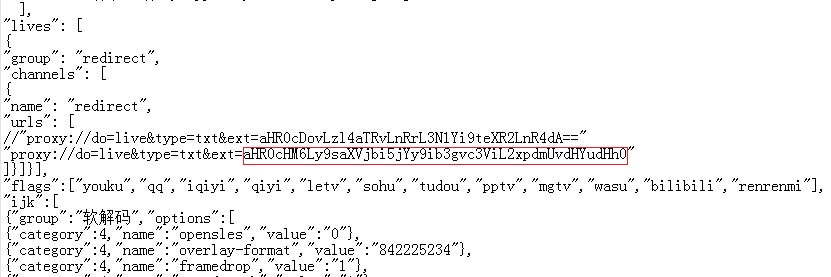 ],
"lives": [
{
"group": "redirect",
"channels": [
{
"name": "redirect",
"urls": [
//"proxy://do=live&type=txt&ext=aHR0cDovLzl4aTRvLnRrL3N1Yi9teXR2LnR4dA=="
"proxy://do=live&type=txt&ext=aHR0cHM6Ly9saXVjbi5jYy9ib3gvc3ViL2xpdmUvdHYudHh0"
]}]}],
"flags":["youku","qq","iqiyi","qiyi","letv","sohu","tudou","pptv","mgtv","wasu","bilibili","renrenmi"],
"ijk":[
{"group":"软解码","options":[
{"category":4,"name":"opensles","value":"0"},
{"category":4,"name":"overlay-format","value":"842225234"},
{"category":4,"name":"framedrop","value":"1"},